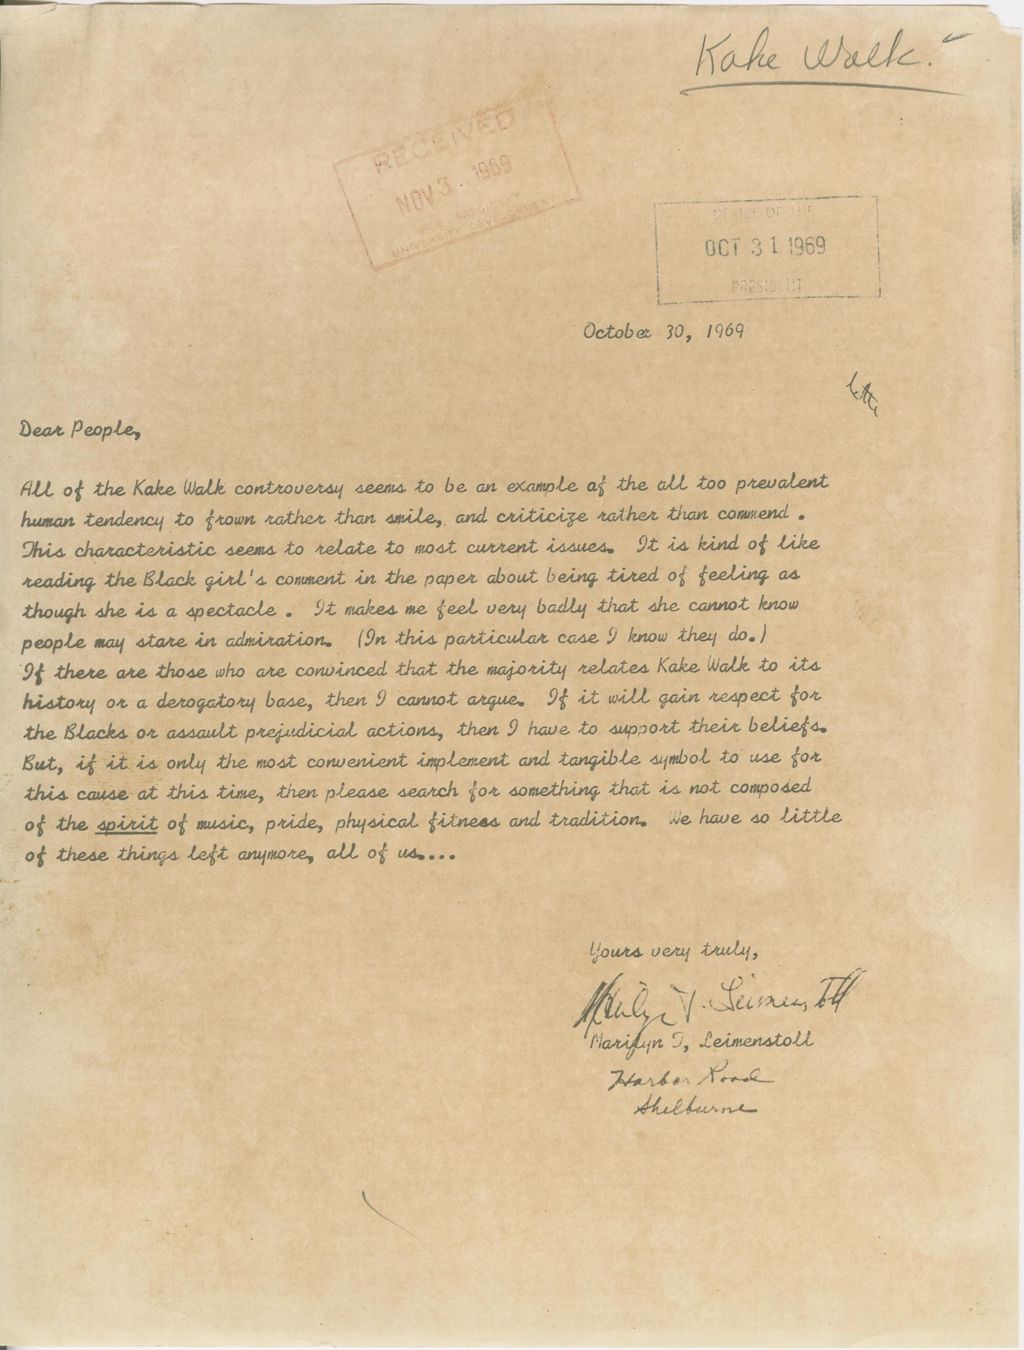 Kake Walk.
RECEIVED
NOV 3 1969
UNIVERSITY DEVELOPMENT
OFFICE OF THE
OCT 31 1969
PRESIDENT
October 30, 1969
Dear People,
All of the Kake Walk controversy seems to be an example of the all too prevalent
human tendency to frown rather than smile, and criticize rather than commend .
This characteristic seems to relate to most current issues. It is kind of like
reading the Black girl's comment in the paper about being tired of feeling as
though she is a spectacle . It makes me feel very badly that she cannot know
people may stare in admiration. (In this particular case I know they do.)
If there are those who are convinced that the majority relates Kake Walk to its
history or a derogatory base, then I cannot argue. If it will gain respect for
the Blacks or assault prejudicial actions, then I have to support their beliefs.
But, if it is only the most convenient implement and tangible symbol to use for
this cause at this time, then please search for something that is not composed
of the spirit of music, pride, physical fitness and tradition. We have so little
of these things left anymore, all of us....
Yours very truly,
Marilyn T. Leimenstoll
Marilyn T, Leimenstoll
Harbor Road
Shelburne